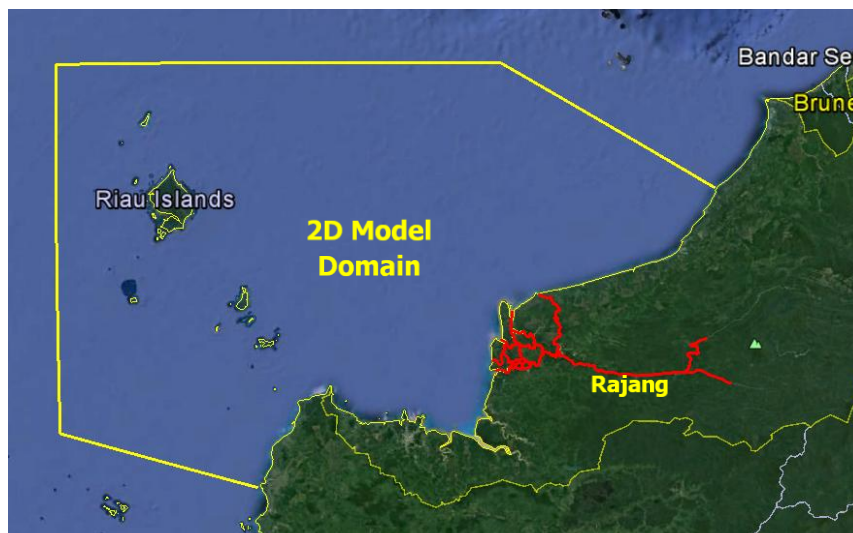 Bandar Se
Brune
Riau Islands
2D Model
Domain
Rajang